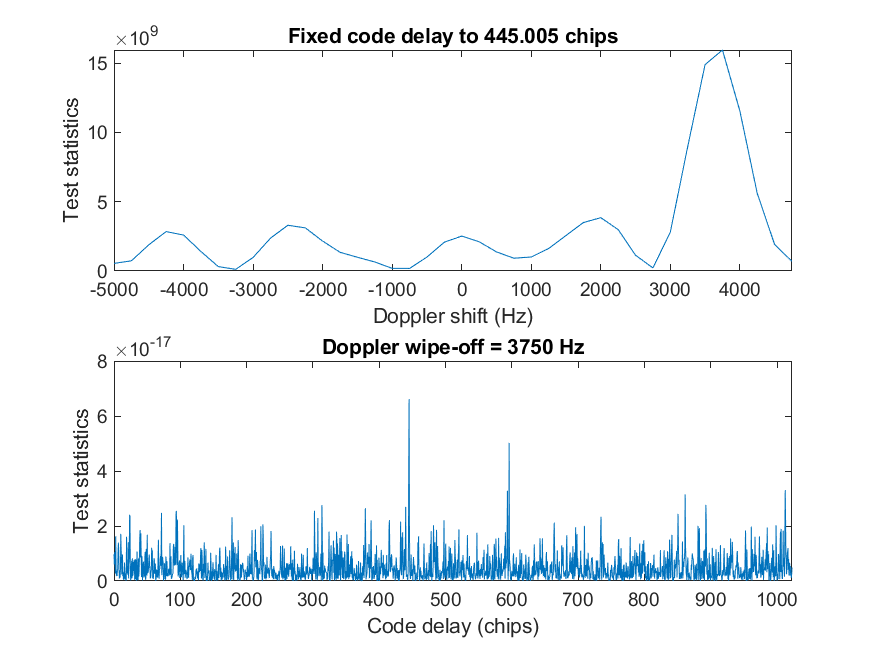 ×10^9
Fixed code delay to 445.005 chips
15
10
5
0
Test statistics
-5000 -4000 -3000 -2000 -1000 0 1000 2000 3000 4000
Doppler shift (Hz)
×10^-17
Doppler wipe-off = 3750 Hz
8
6
4
2
0
Test statistics
0 100 200 300 400 500 600 700 800 900 1000
Code delay (chips)